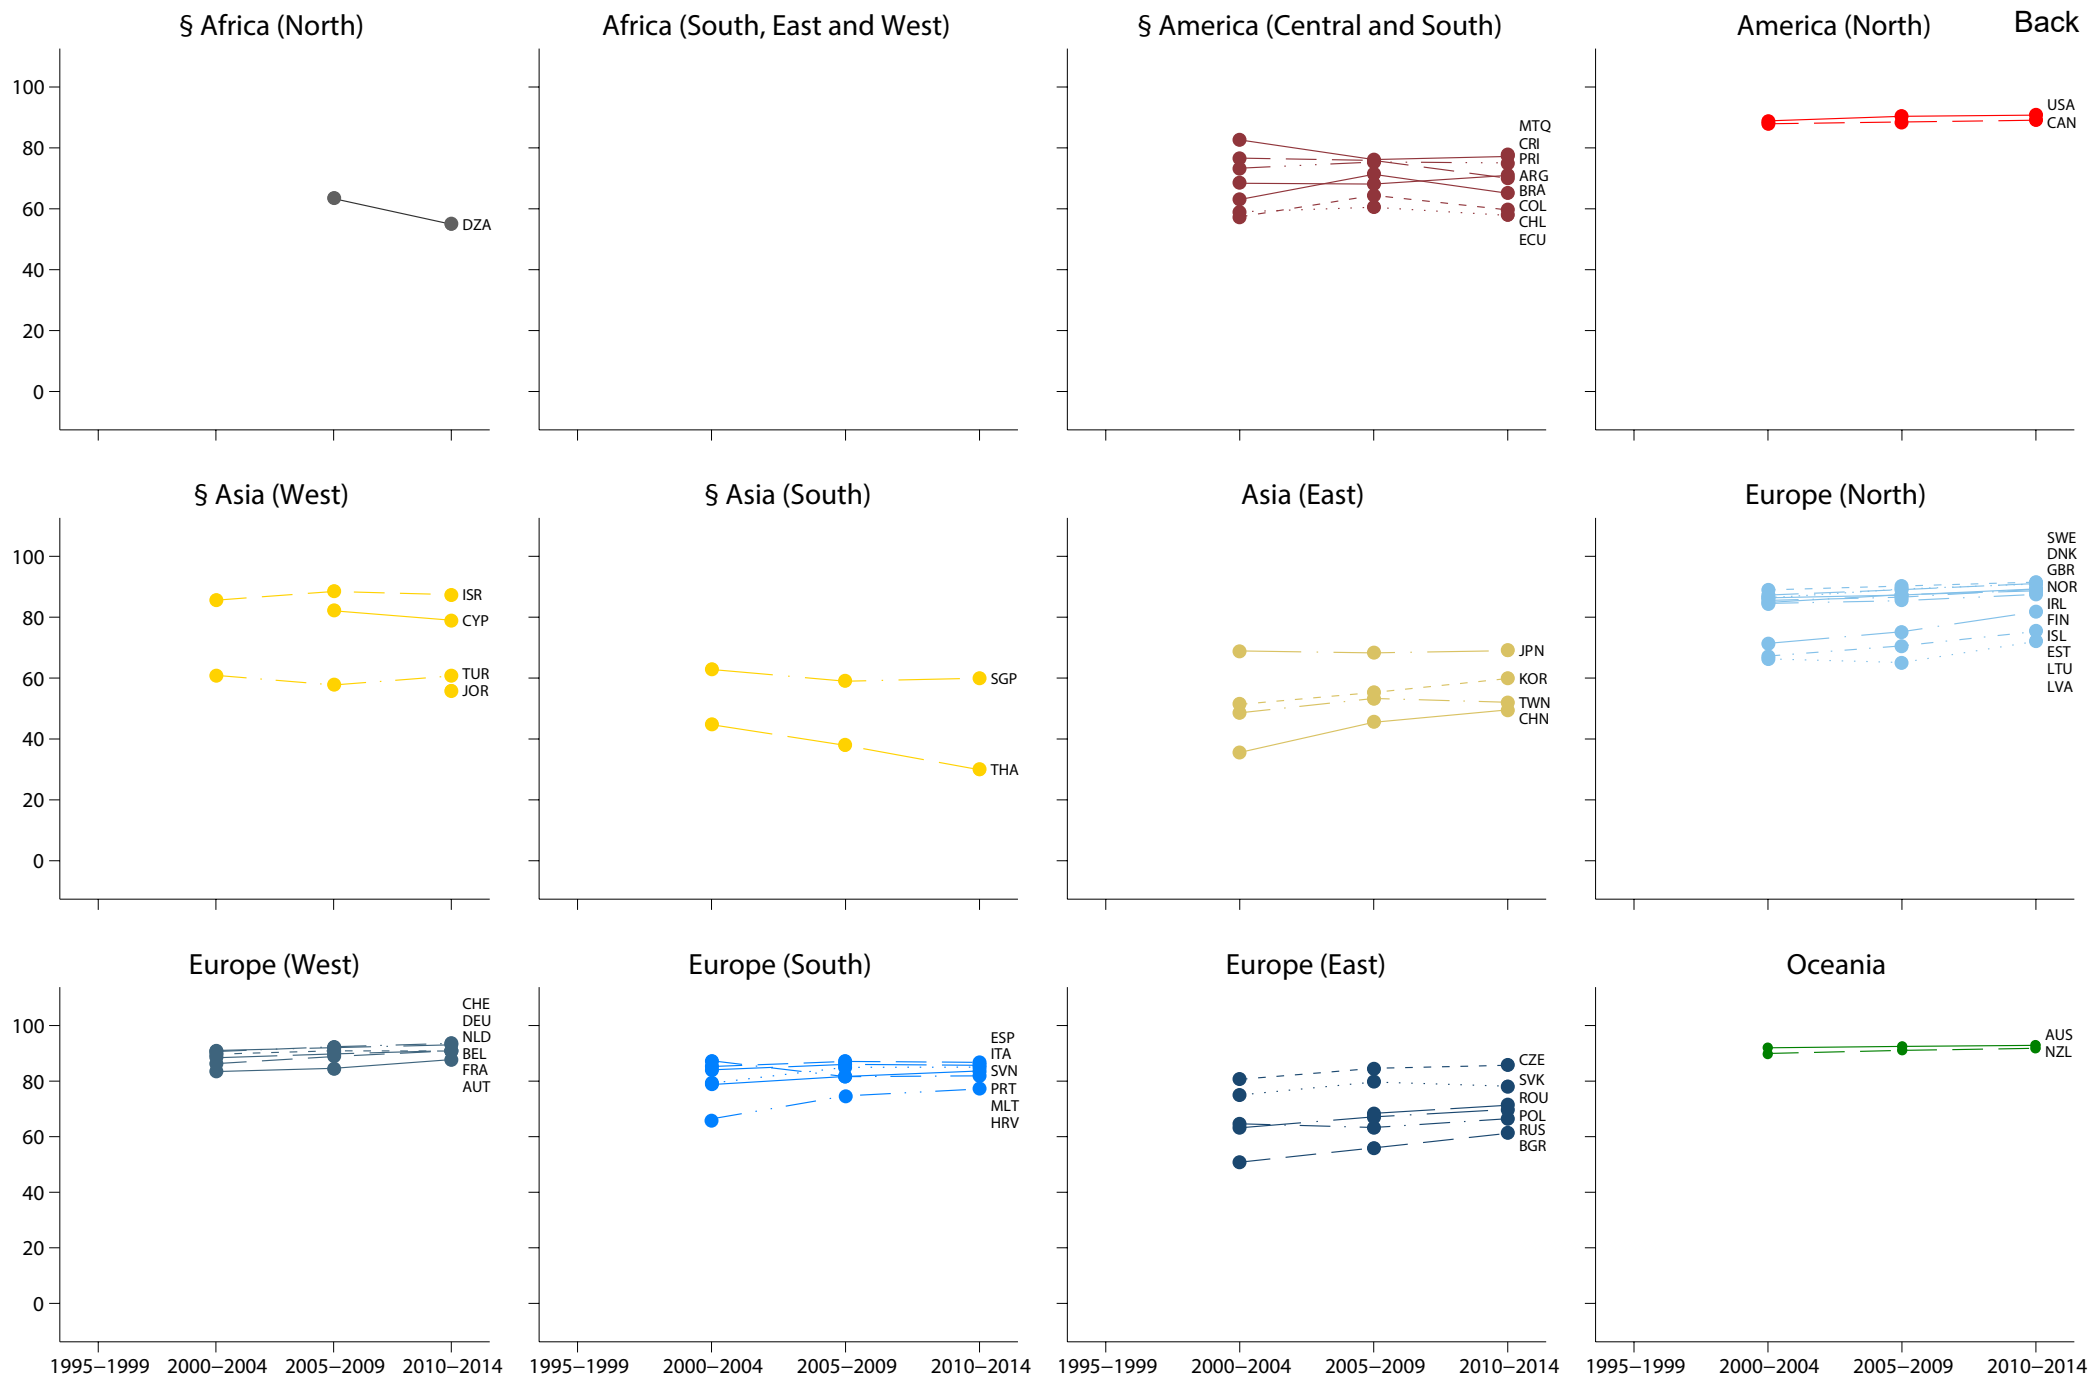 Back
§ Africa (North)
Africa (South, East and West)
§ America (Central and South)
America (North)
100
80
60
40
20
0
DZA
MTQ
CRI
PRI
ARG
BRA
COL
CHL
ECU
USA
CAN
§ Asia (West)
§ Asia (South)
Asia (East)
Europe (North)
100
80
60
40
20
0
ISR
CYP
TUR
JOR
SGP
THA
JPN
KOR
TWN
CHN
SWE
DNK
GBR
NOR
IRL
FIN
ISL
EST
LTU
LVA
Europe (West)
Europe (South)
Europe (East)
Oceania
100
80
60
40
20
0
CHE
DEU
NLD
BEL
FRA
AUT
ESP
ITA
SVN
PRT
MLT
HRV
CZE
SVK
ROU
POL
RUS
BGR
AUS
NZL
1995–1999 2000–2004 2005–2009 2010–2014
1995–1999 2000–2004 2005–2009 2010–2014
1995–1999 2000–2004 2005–2009 2010–2014
1995–1999 2000–2004 2005–2009 2010–2014